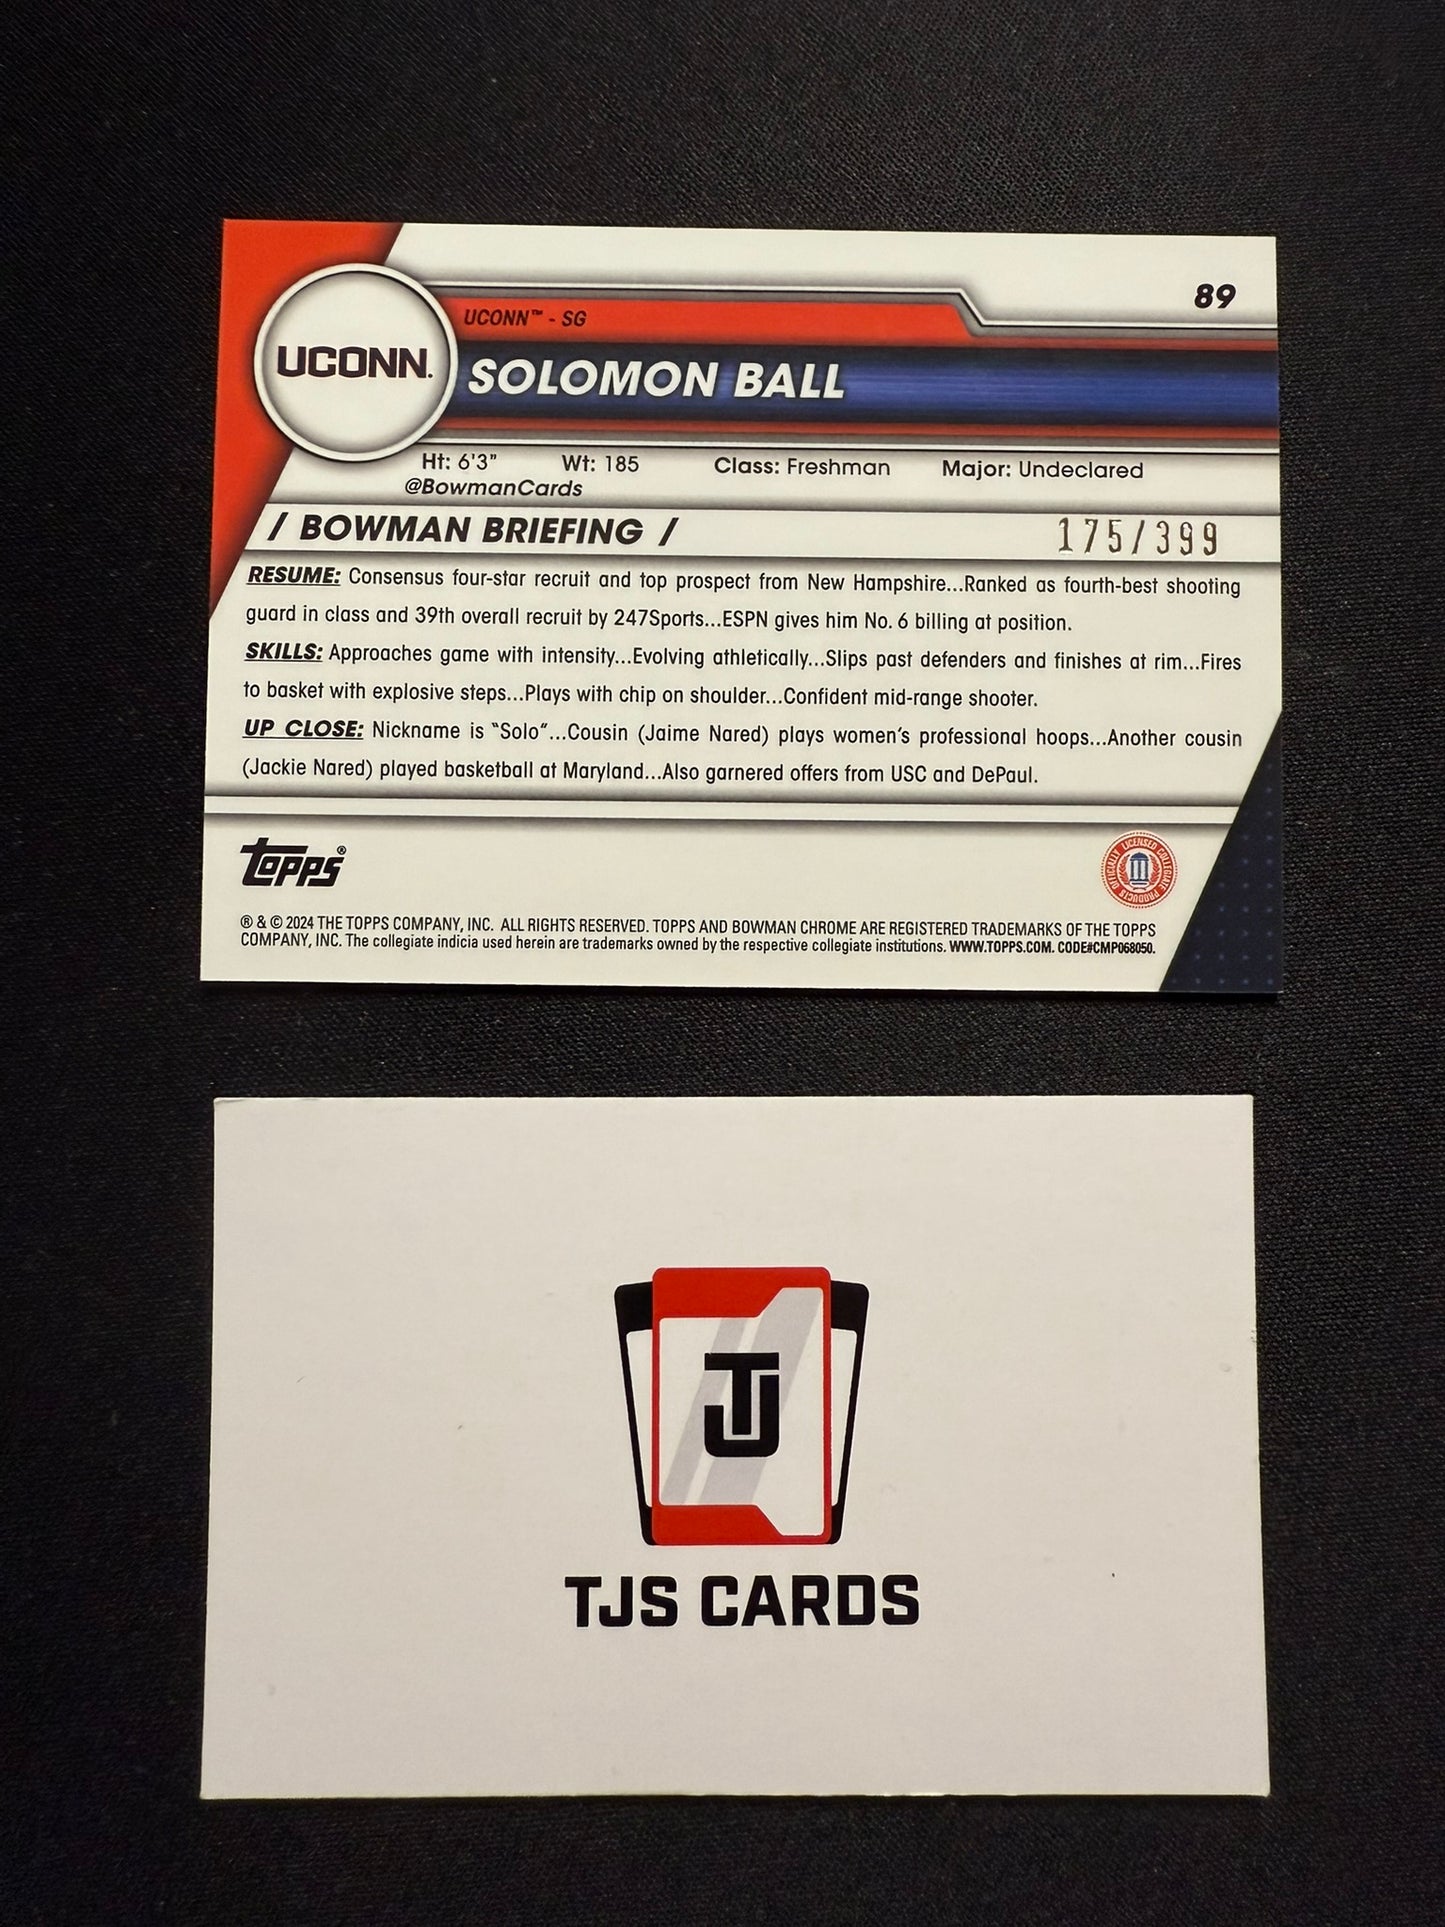 89
UCONN™ - SG
UCONN.
SOLOMON BALL
Ht: 6'3" Wt: 185 Class: Freshman Major: Undeclared
@BowmanCards
/ BOWMAN BRIEFING /
175/399
RESUME: Consensus four-star recruit and top prospect from New Hampshire...Ranked as fourth-best shooting
guard in class and 39th overall recruit by 247Sports...ESPN gives him No. 6 billing at position.
SKILLS: Approaches game with intensity...Evolving athletically...Slips past defenders and finishes at rim...Fires
to basket with explosive steps...Plays with chip on shoulder...Confident mid-range shooter.
UP CLOSE: Nickname is "Solo"...Cousin (Jaime Nared) plays women's professional hoops...Another cousin
(Jackie Nared) played basketball at Maryland...Also garnered offers from USC and DePaul.
Topps®
OFFICIALLY LICENSED COLLEGIATE PRODUCTS
® & © 2024 THE TOPPS COMPANY, INC. ALL RIGHTS RESERVED. TOPPS AND BOWMAN CHROME ARE REGISTERED TRADEMARKS OF THE TOPPS
COMPANY, INC. The collegiate indicia used herein are trademarks owned by the respective collegiate institutions. WWW.TOPPS.COM. CODE#CMP068050.
TJ
TJS CARDS